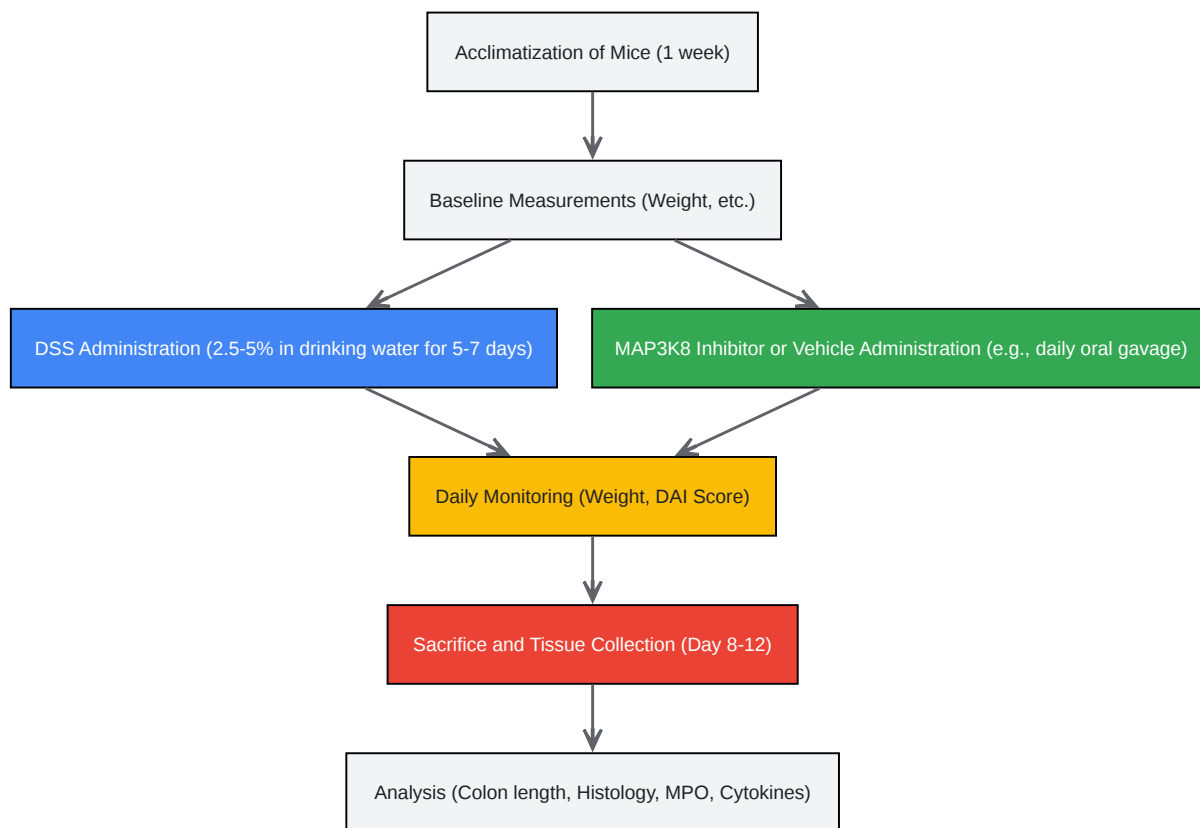 Acclimatization of Mice (1 week)
Baseline Measurements (Weight, etc.)
DSS Administration (2.5-5% in drinking water for 5-7 days)
MAP3K8 Inhibitor or Vehicle Administration (e.g., daily oral gavage)
Daily Monitoring (Weight, DAI Score)
Sacrifice and Tissue Collection (Day 8-12)
Analysis (Colon length, Histology, MPO, Cytokines)